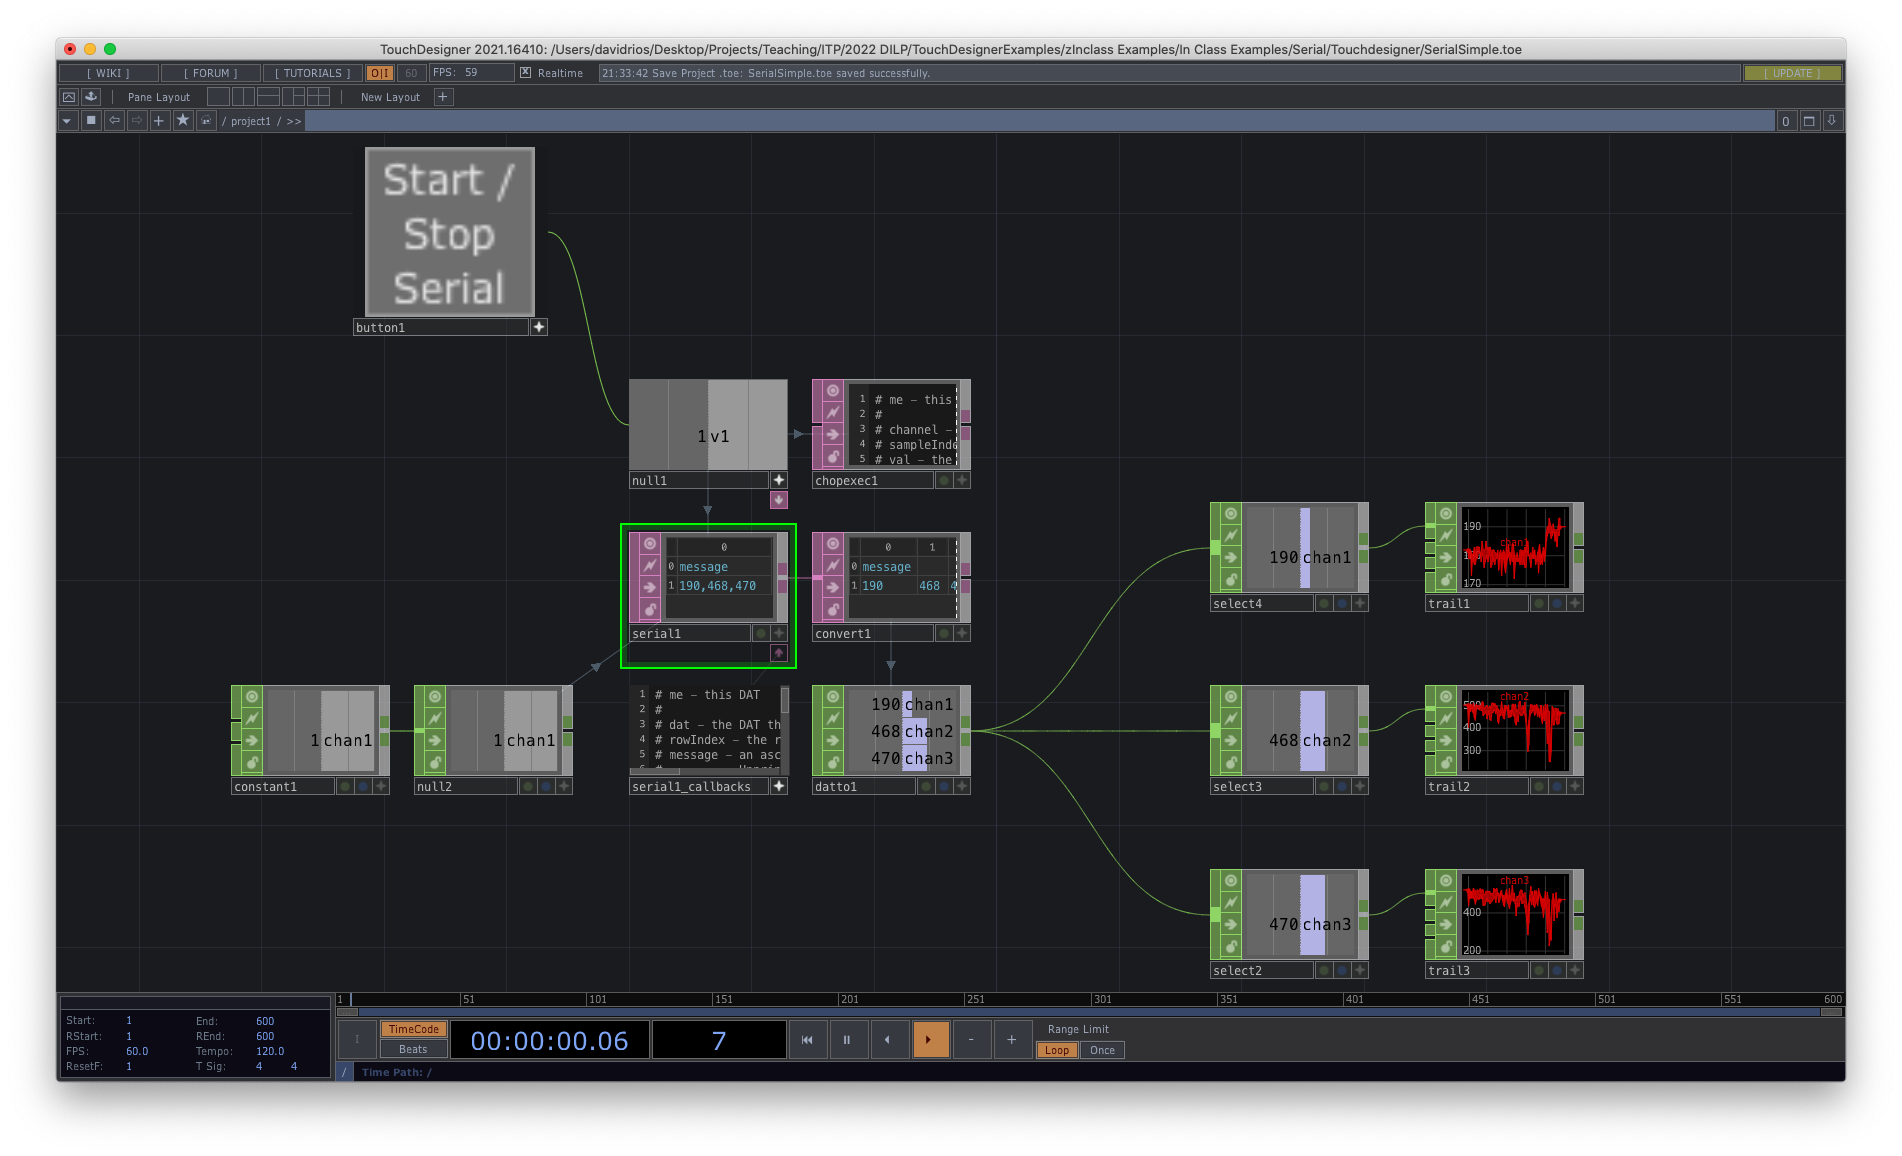 TouchDesigner 2021.16410: /Users/davidrios/Desktop/Projects/Teaching/ITP/2022 DILP/TouchDesignerExamples/zInclass Examples/In Class Examples/Serial/Touchdesigner/SerialSimple.toe
[ WIKI ] [ FORUM ] [ TUTORIALS ] O|I 60 FPS: 59 Realtime 21:33:42 Save Project .toe: SerialSimple.toe saved successfully. [ UPDATE ]
Pane Layout New Layout +
/ project1 / >> 0
Start /
Stop
Serial
button1
1 v1
null1
1 # me - this
2 #
3 # channel -
4 # sampleInde
5 # val - the
chopexec1
0
0 message
1 190,468,470
serial1
0 1
0 message
1 190 468 4
convert1
1 chan1
constant1
1 chan1
null2
1 # me - this DAT
2 #
3 # dat - the DAT th
4 # rowIndex - the r
5 # message - an asc
serial1_callbacks
190 chan1
468 chan2
470 chan3
datto1
190 chan1
select4
190
chan1
180
170
trail1
468 chan2
select3
chan2
500
400
300
trail2
470 chan3
select2
chan3
400
200
trail3
1 51 101 151 201 251 301 351 401 451 501 551 600
Start: 1 End: 600
RStart: 1 REnd: 600
FPS: 60.0 Tempo: 120.0
ResetF: 1 T Sig: 4 4
I TimeCode
Beats
00:00:00.06 7 - +
Range Limit
Loop Once
/ Time Path: /